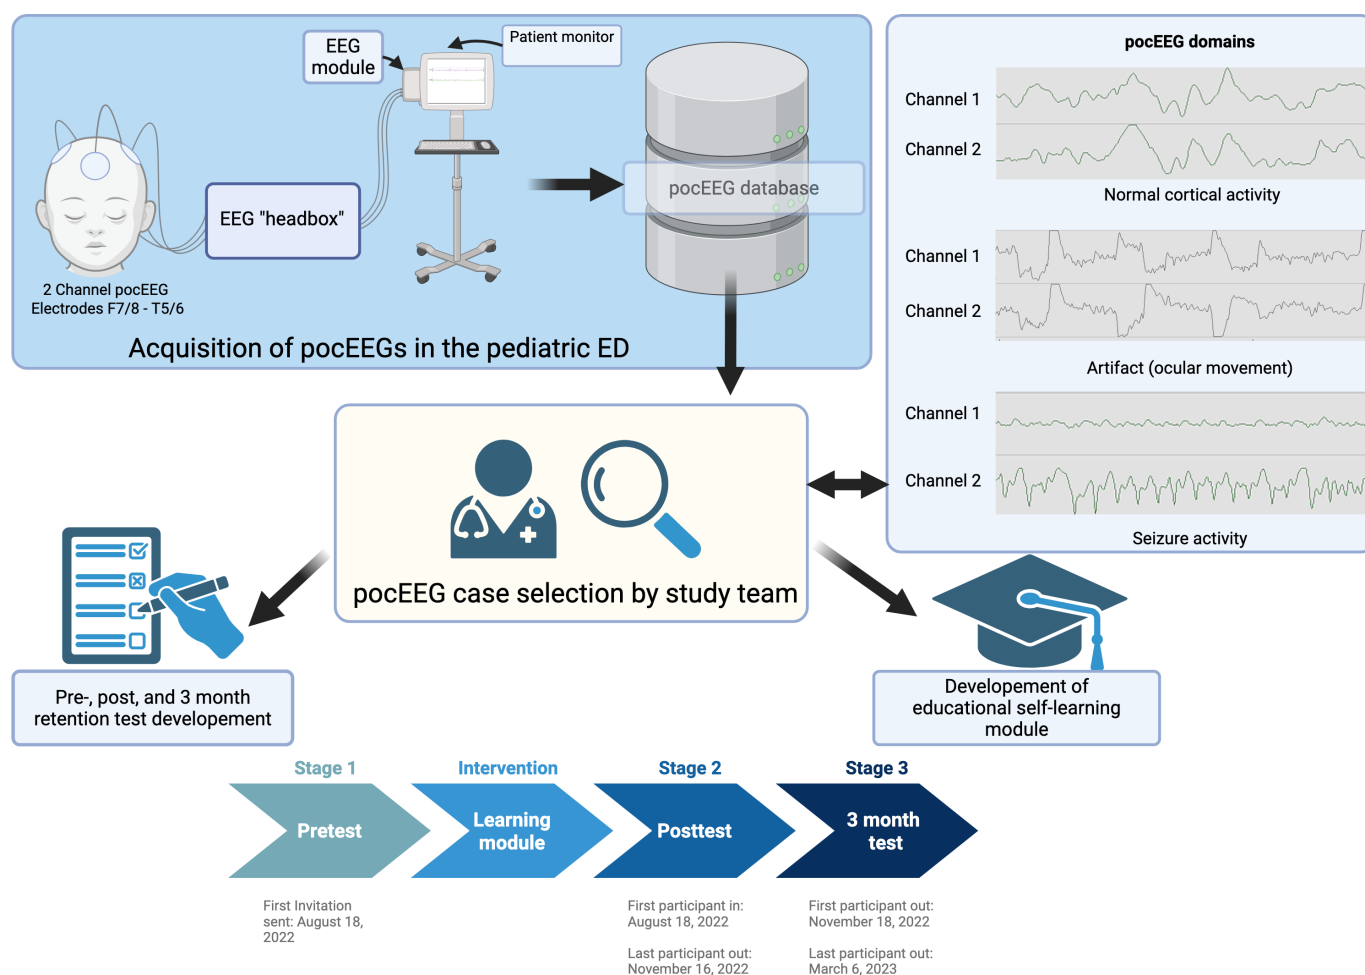 EEG
module
Patient monitor
EEG "headbox"
pocEEG database
2 Channel pocEEG
Electrodes F7/8 - T5/6
Acquisition of pocEEGs in the pediatric ED
pocEEG domains
Channel 1
Channel 2
Normal cortical activity
Channel 1
Channel 2
Artifact (ocular movement)
Channel 1
Channel 2
Seizure activity
pocEEG case selection by study team
Pre-, post, and 3 month
retention test developement
Developement of
educational self-learning
module
Stage 1
Pretest
First Invitation
sent: August 18,
2022
Intervention
Learning
module
Stage 2
Posttest
First participant in:
August 18, 2022
Last participant out:
November 16, 2022
Stage 3
3 month
test
First participant out:
November 18, 2022
Last participant out:
March 6, 2023